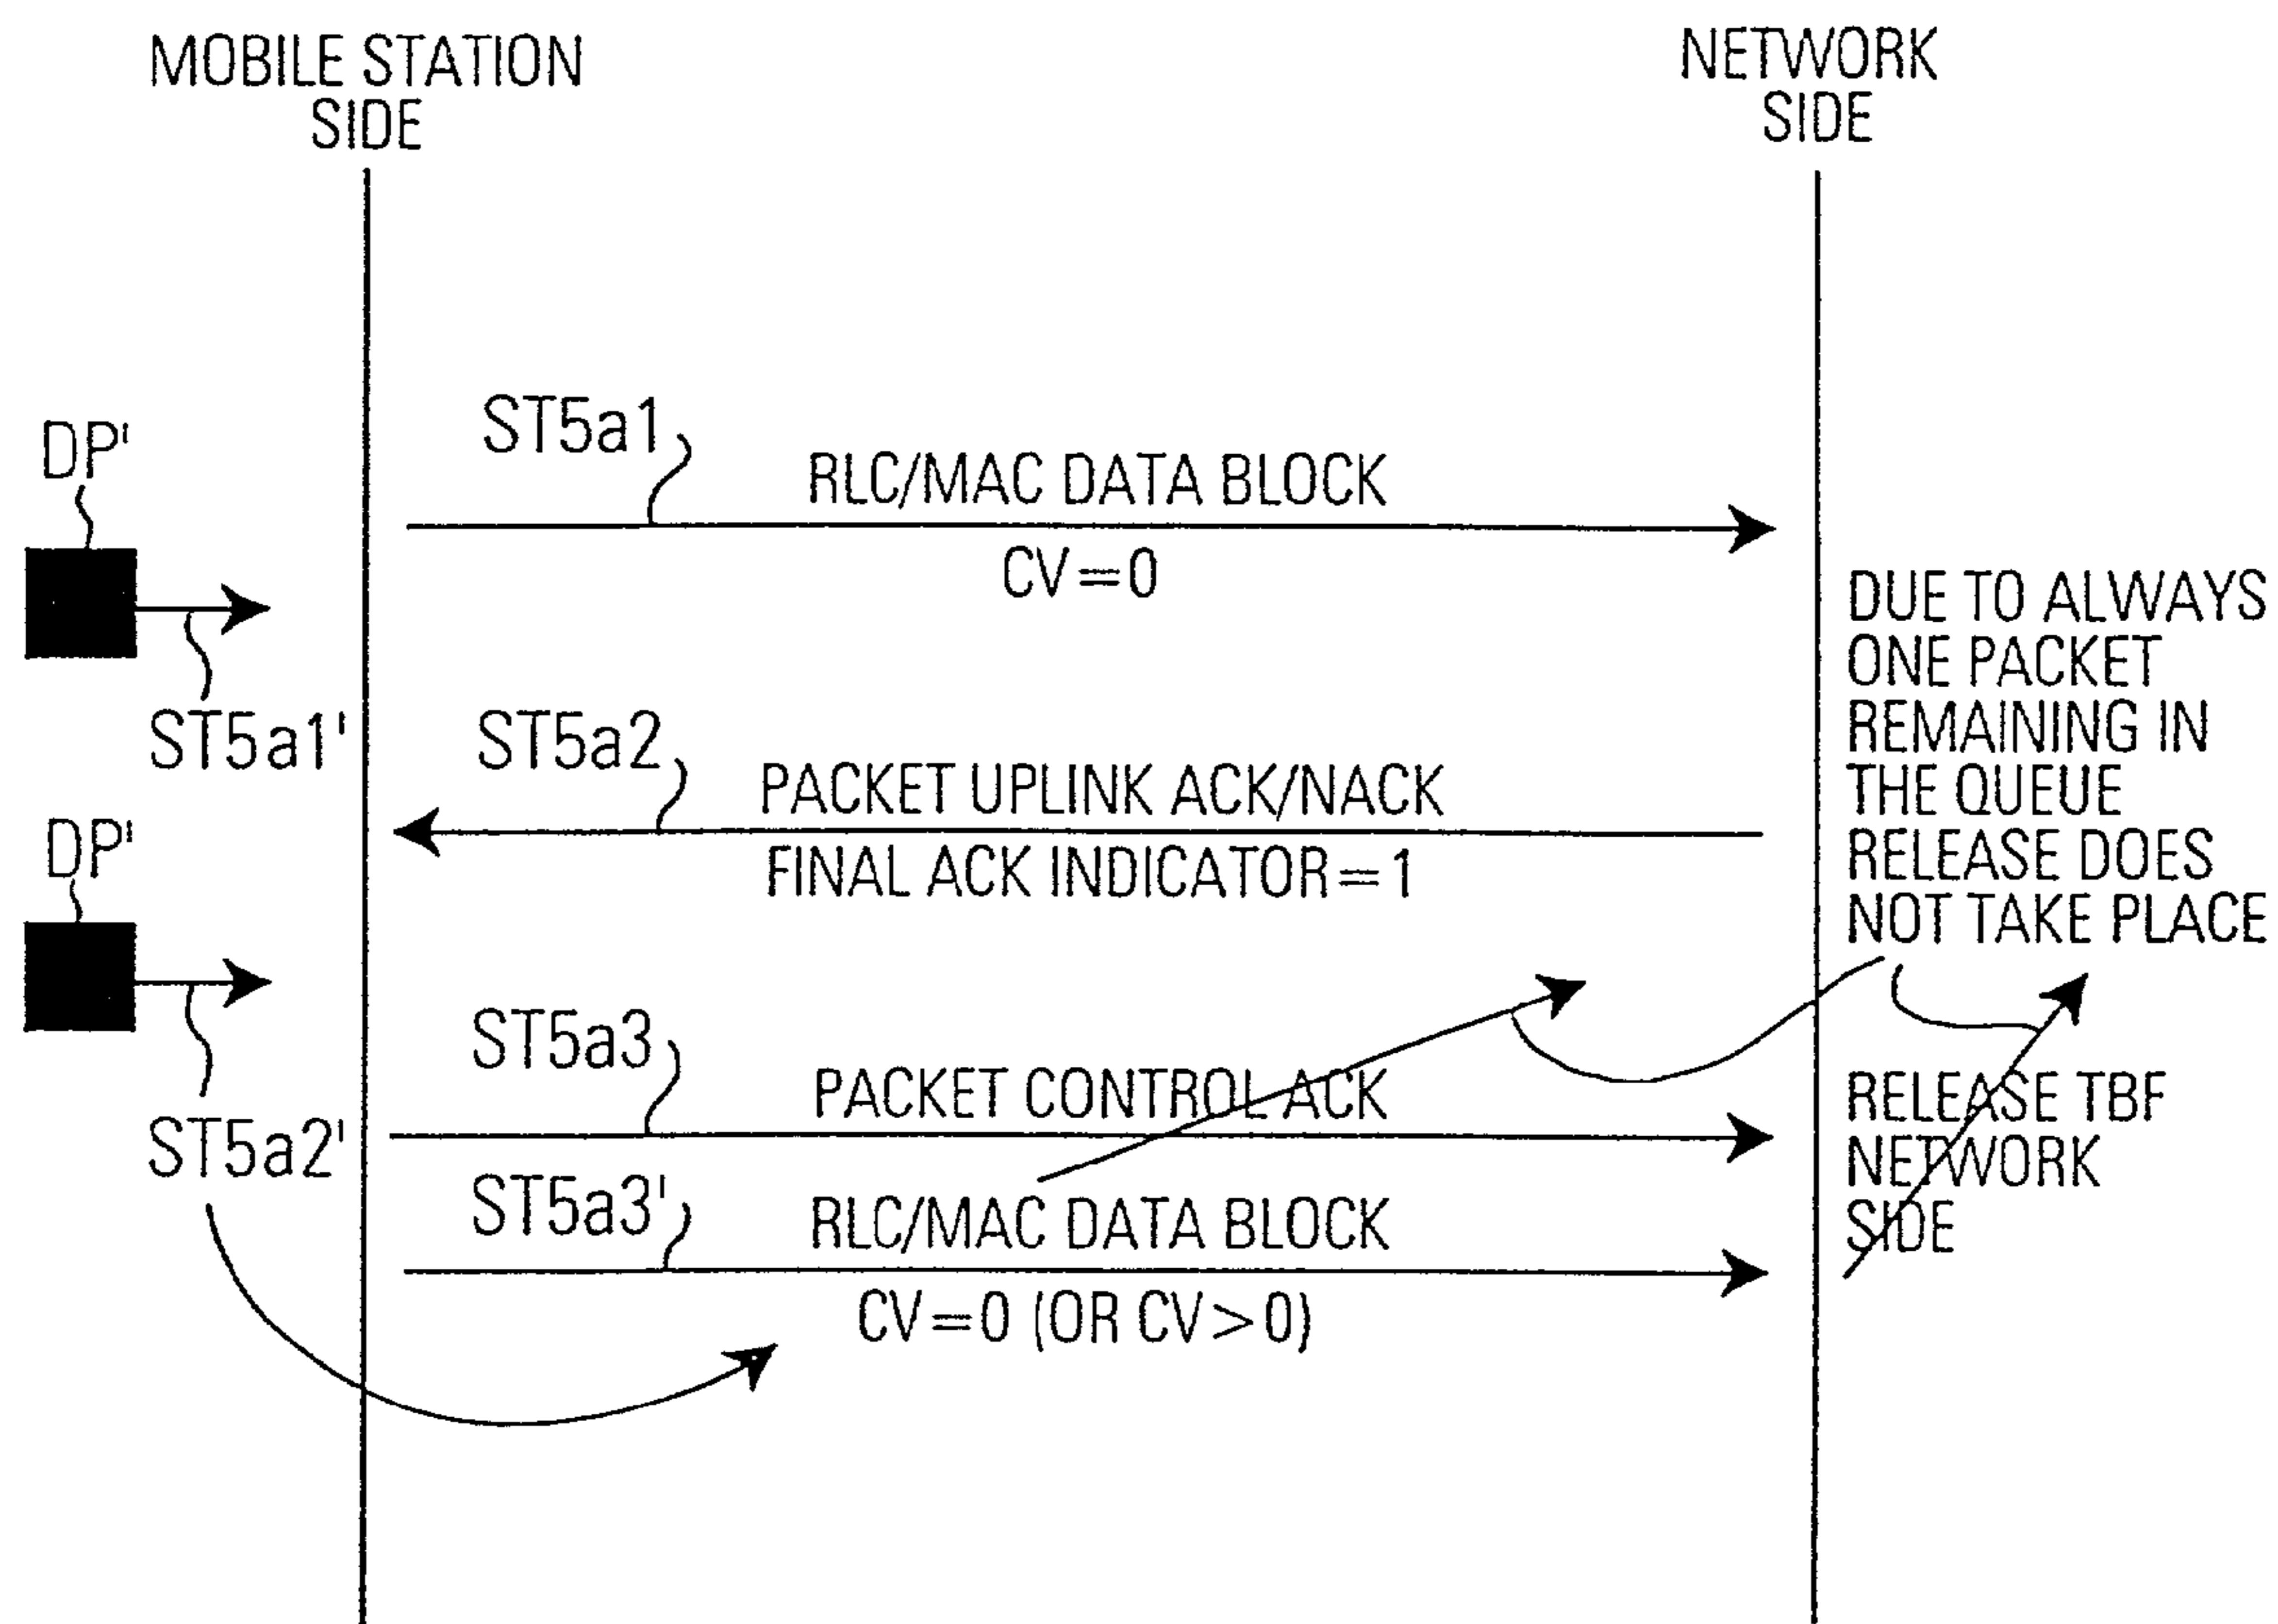 MOBILE STATION
SIDE
NETWORK
SIDE
DP'
ST5a1
RLC/MAC DATA BLOCK
CV=0
ST5a1'
DUE TO ALWAYS
ONE PACKET
REMAINING IN
THE QUEUE
RELEASE DOES
NOT TAKE PLACE
ST5a2
PACKET UPLINK ACK/NACK
FINAL ACK INDICATOR=1
DP'
ST5a2'
ST5a3
PACKET CONTROL ACK
RELEASE TBF
NETWORK
SIDE
ST5a3'
RLC/MAC DATA BLOCK
CV=0 (OR CV>0)